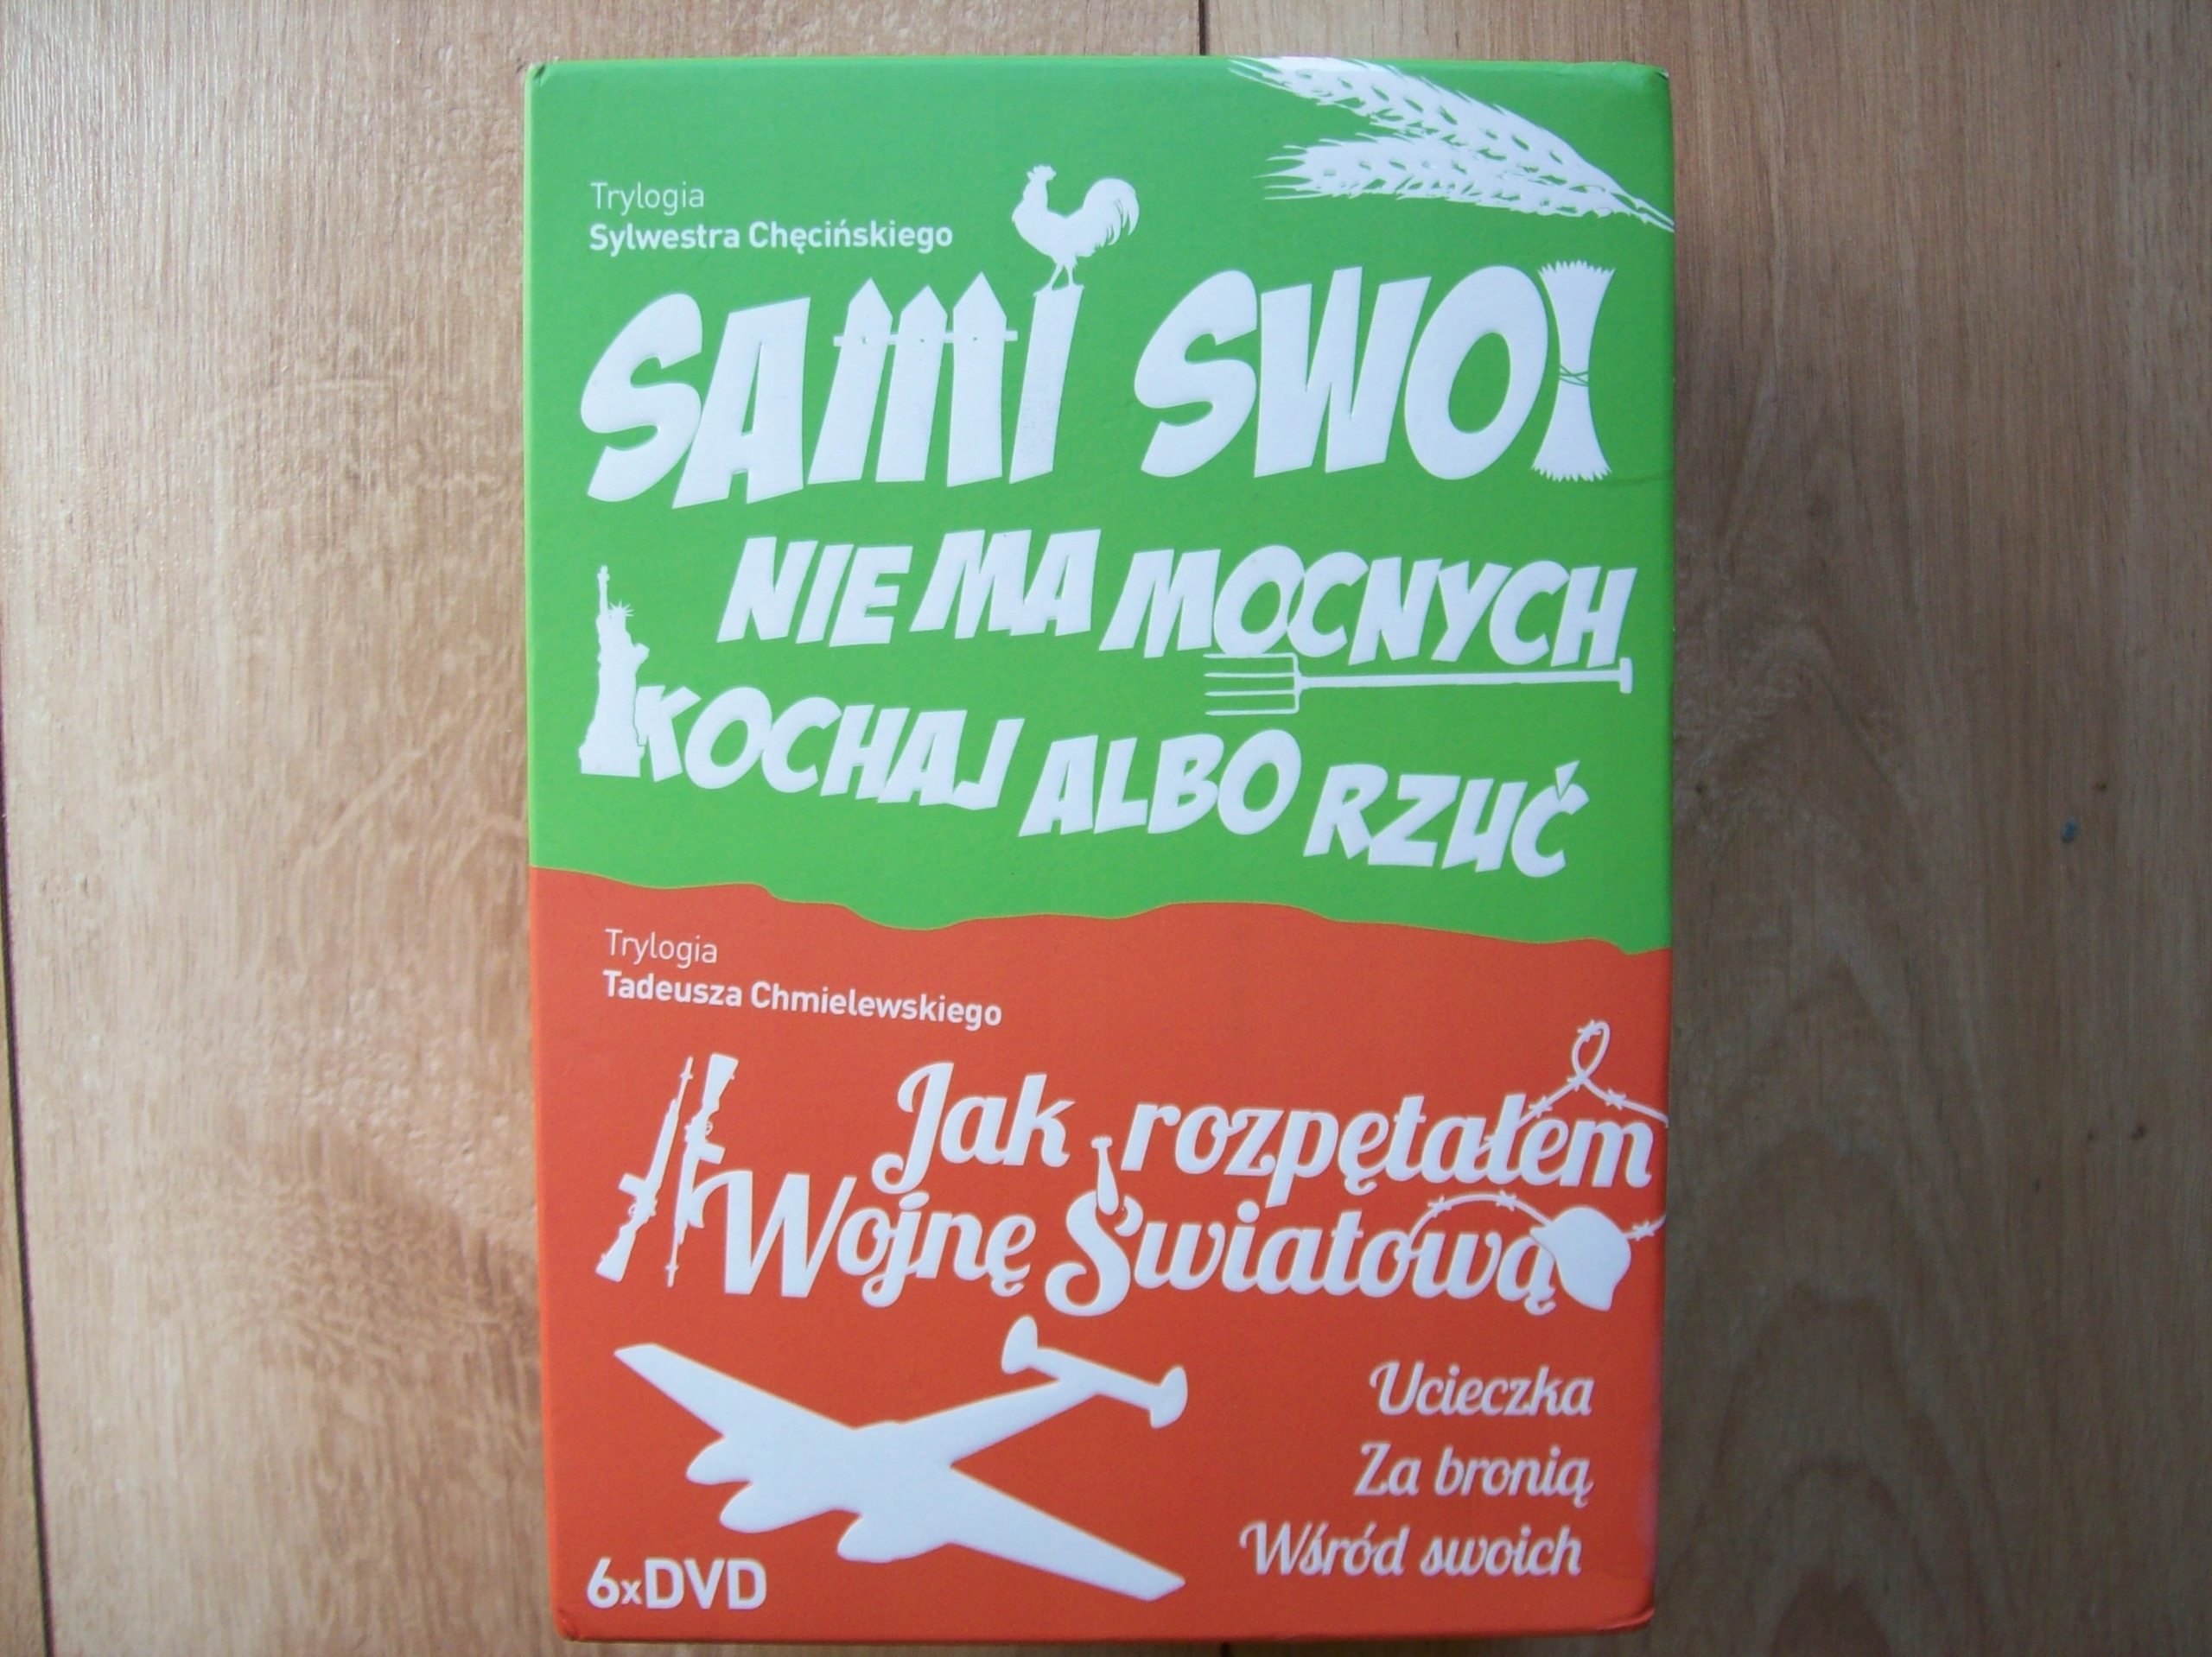 Trylogia
Sylwestra Chęcińskiego
SAMI SWOI
NIE MA MOCNYCH
KOCHAJ ALBO RZUĆ
Trylogia
Tadeusza Chmielewskiego
Jak rozpętałem
II Wojnę Światową
Ucieczka
Za bronią
Wśród swoich
6xDVD